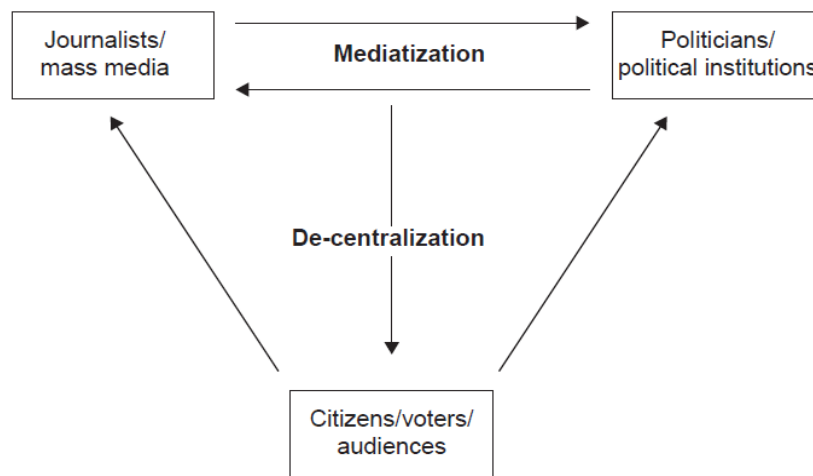 Journalists/
mass media
Mediatization
Politicians/
political institutions
De-centralization
Citizens/voters/
audiences